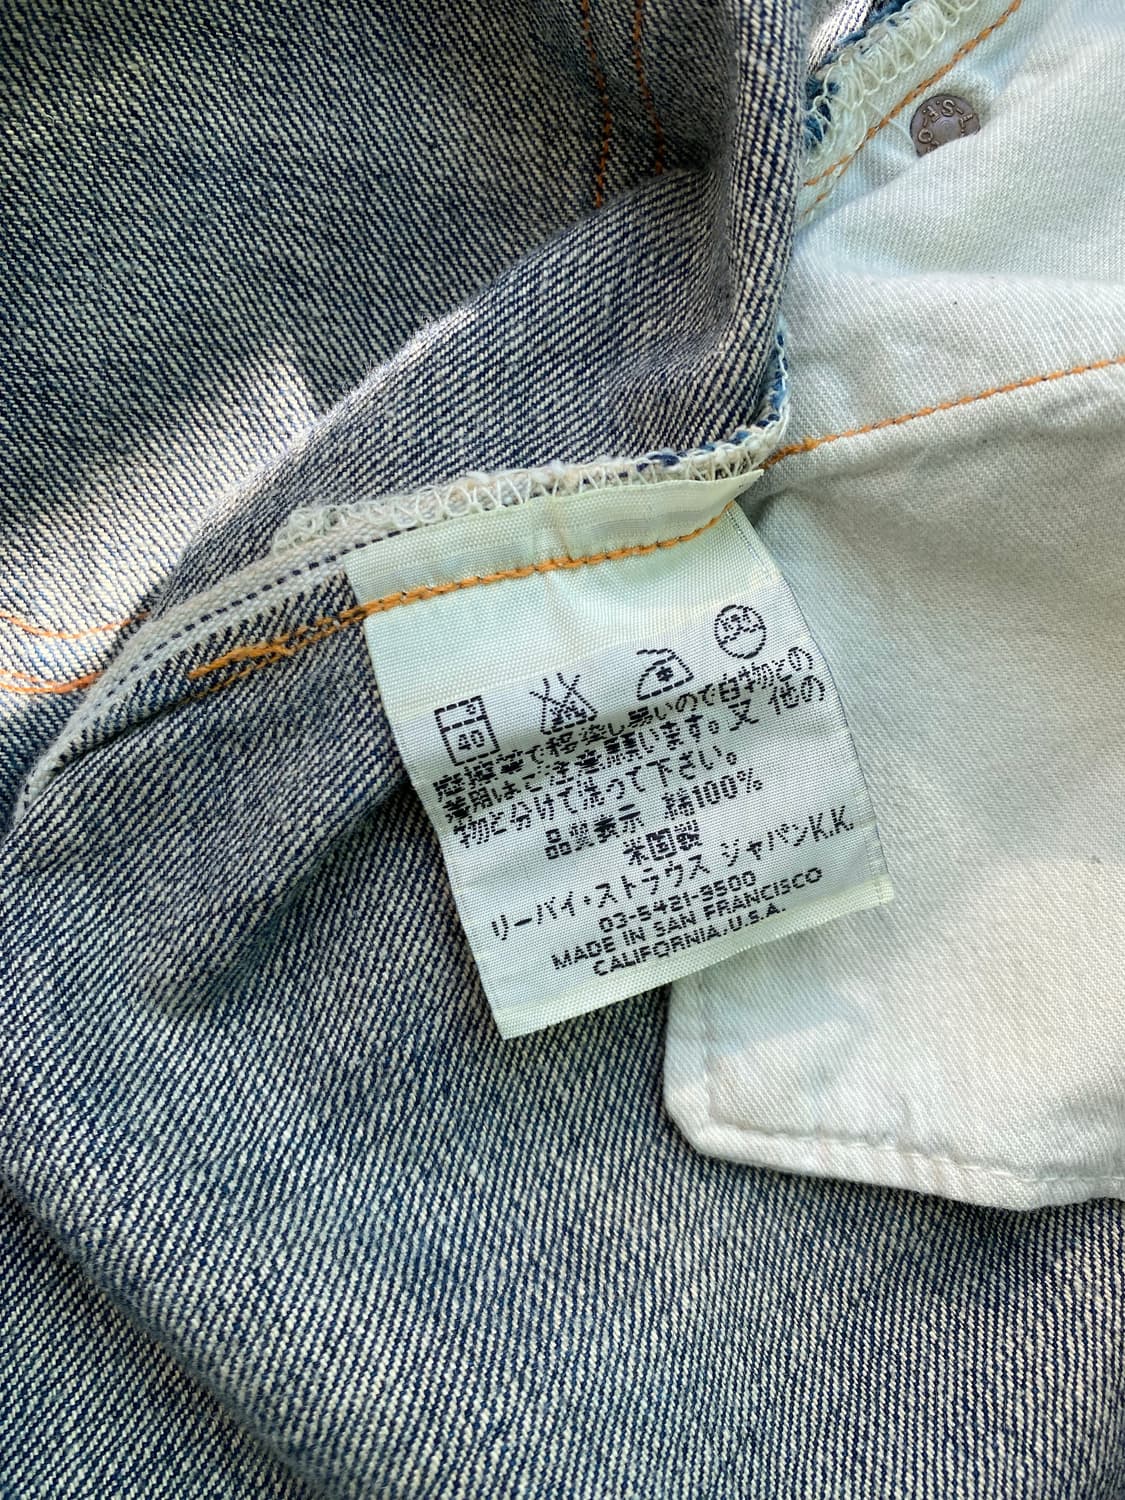 L.S.
40
摩擦等で移染し易いので白物との
着用はご注意願います。又 他の
物と分けて洗って下さい。
品質表示 綿100%
米国製
リーバイ・ストラウス ジャパンK.K.
03-5421-9500
MADE IN SAN FRANCISCO
CALIFORNIA, U.S.A.